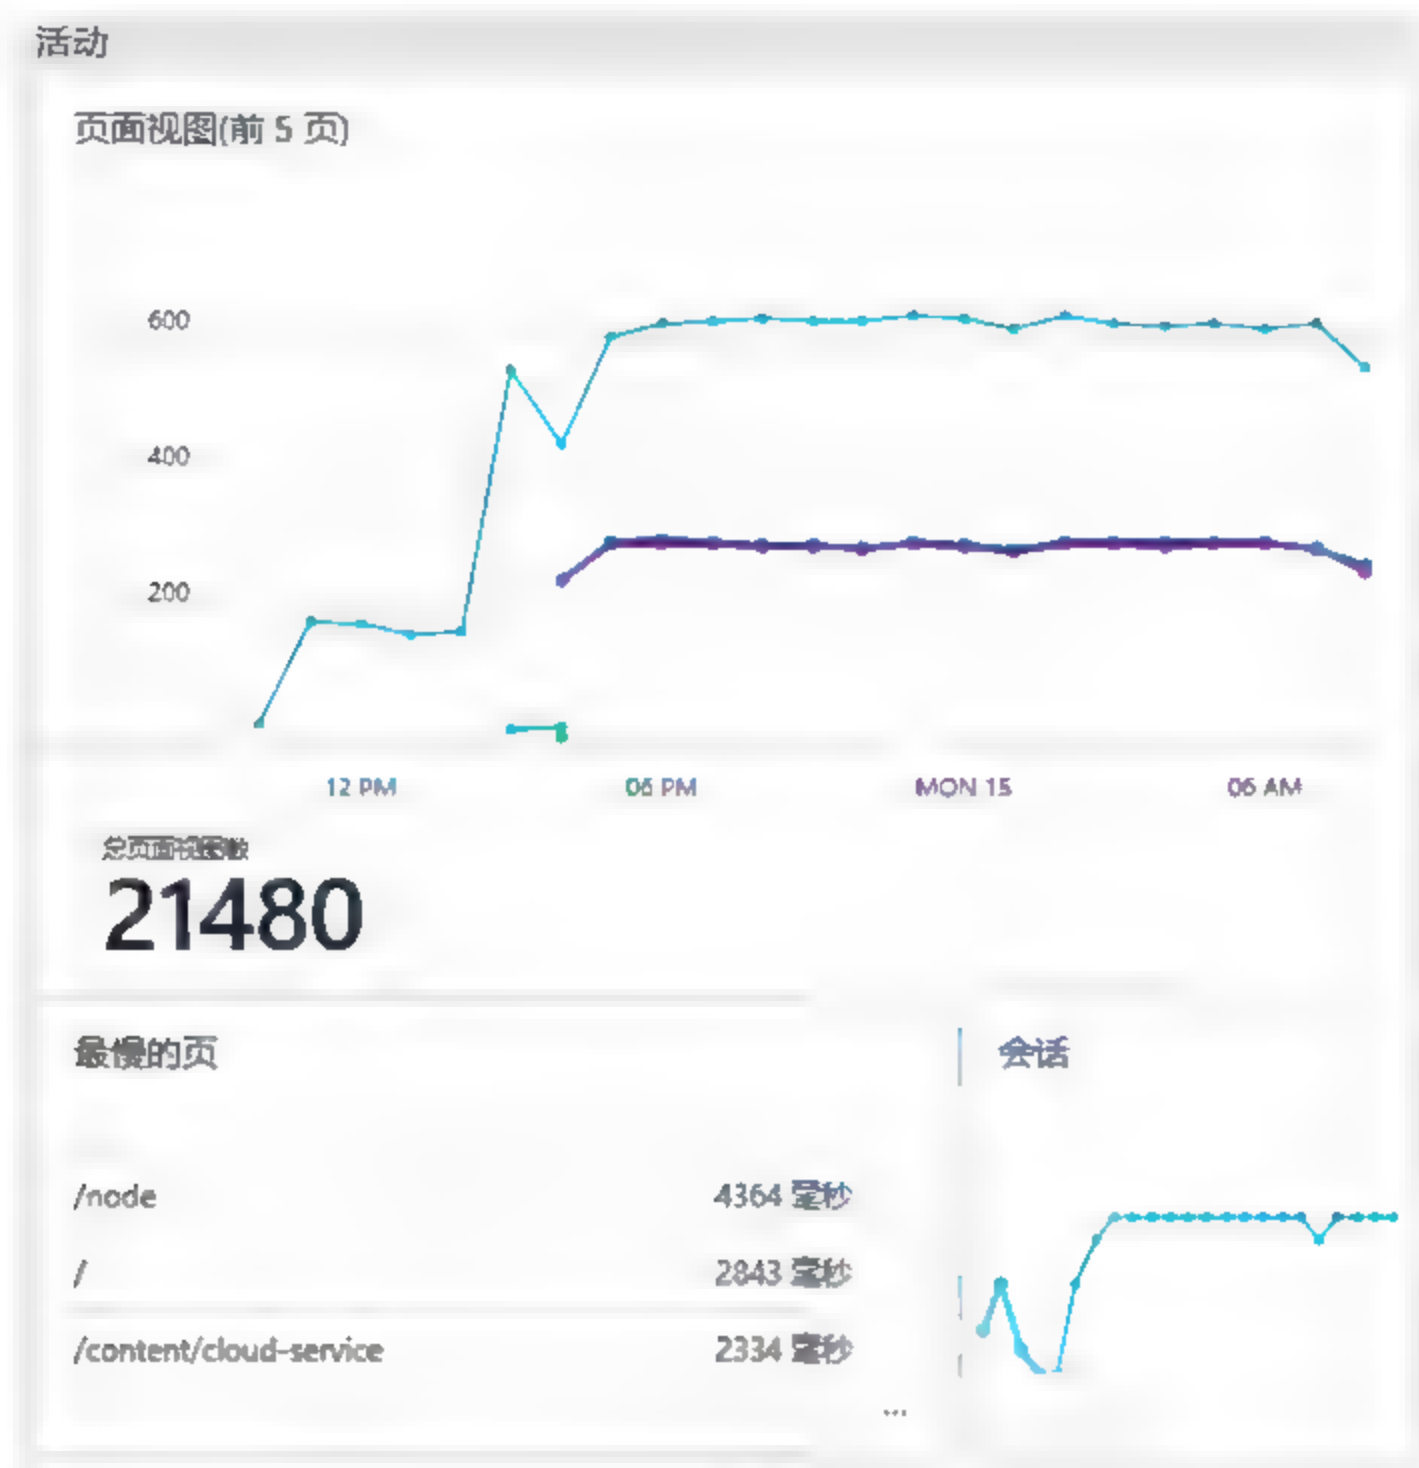 活动
页面视图(前 5 页)
600
400
200
12 PM
06 PM
MON 15
06 AM
总页面视图数
21480
最慢的页
会话
/node
4364 毫秒
/
2843 毫秒
/content/cloud-service
2334 毫秒
...